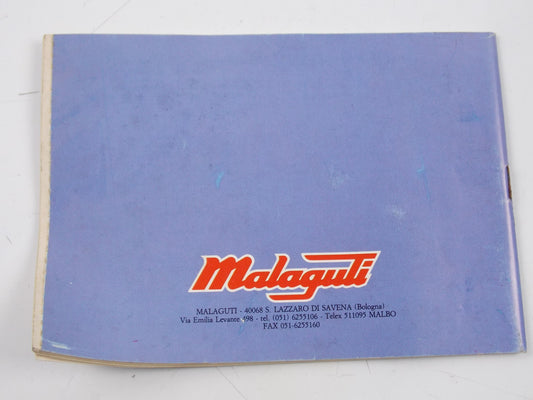 Malaguti
MALAGUTI - 40068 S. LAZZARO DI SAVENA (Bologna)
Via Emilia Levante 498 - tel. (051) 6255106 - Telex 511095 MALBO
FAX 051-6255160